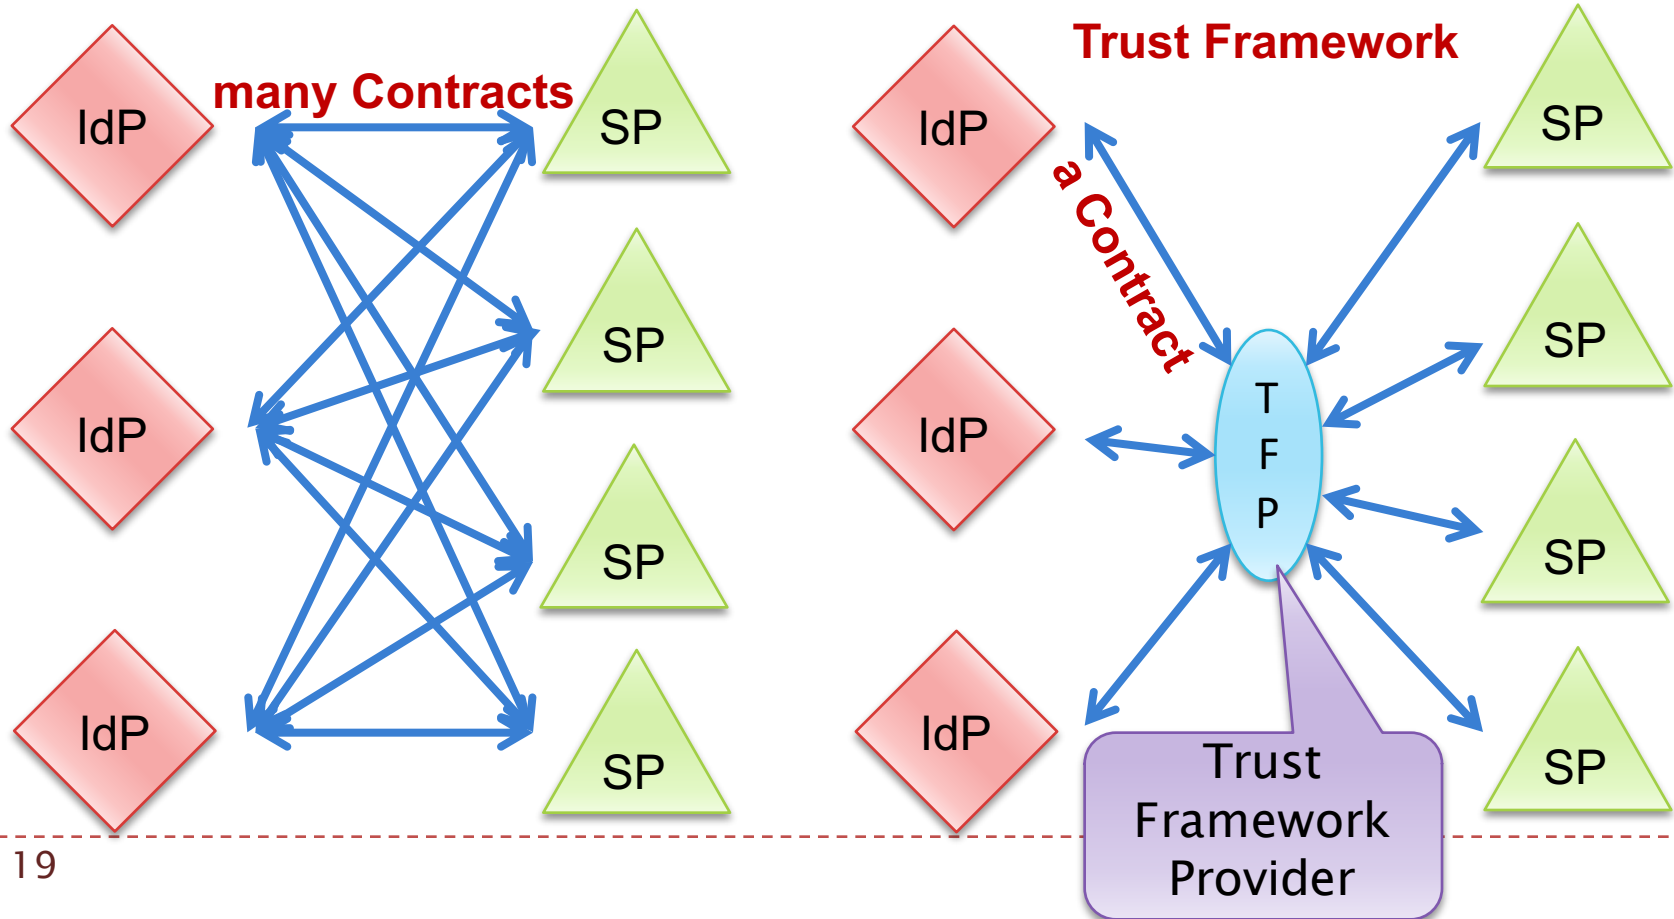 many Contracts
IdP
SP
SP
IdP
SP
IdP
SP
Trust Framework
IdP
SP
a Contract
SP
T
F
P
IdP
SP
IdP
SP
Trust
Framework
Provider
19